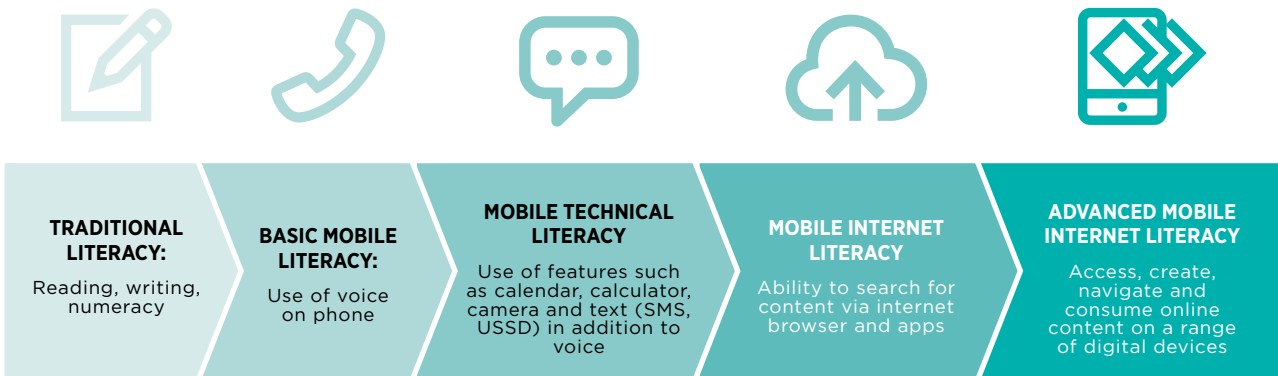 TRADITIONAL
LITERACY:
Reading, writing,
numeracy
BASIC MOBILE
LITERACY:
Use of voice
on phone
MOBILE TECHNICAL
LITERACY
Use of features such
as calendar, calculator,
camera and text (SMS,
USSD) in addition to
voice
MOBILE INTERNET
LITERACY
Ability to search for
content via internet
browser and apps
ADVANCED MOBILE
INTERNET LITERACY
Access, create,
navigate and
consume online
content on a range
of digital devices